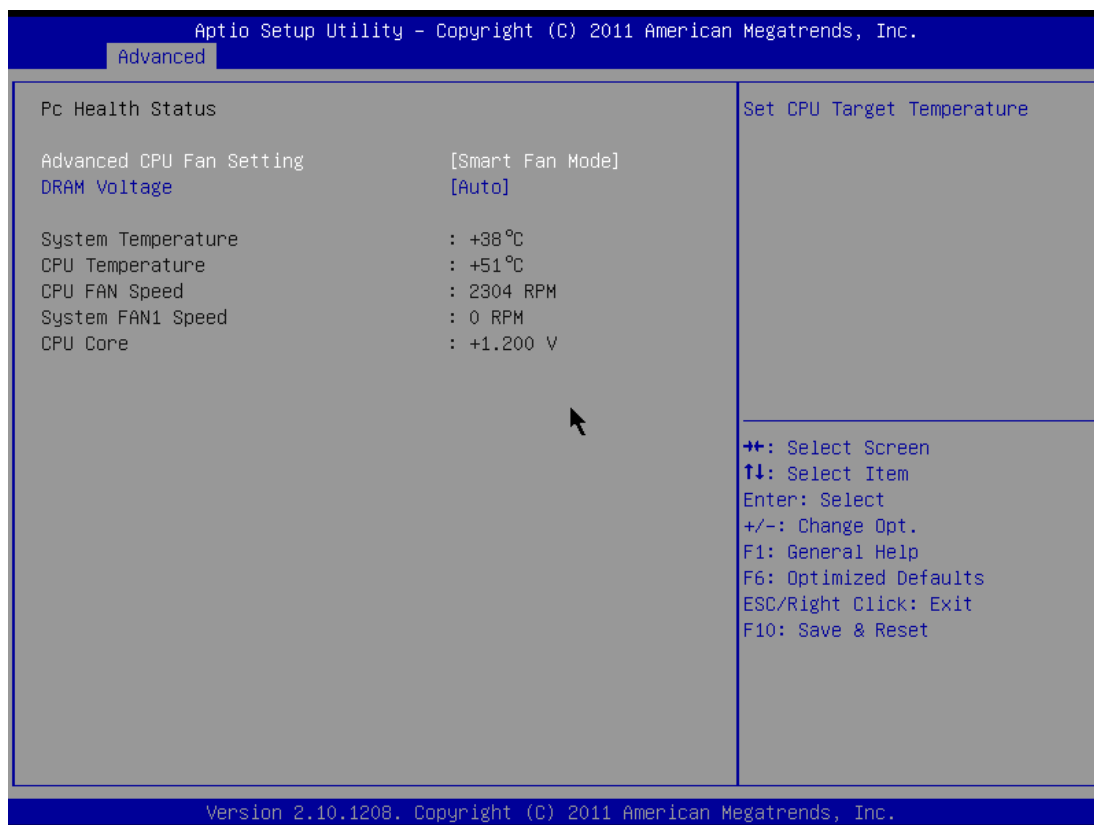 Aptio Setup Utility – Copyright (C) 2011 American Megatrends, Inc.
Advanced
Pc Health Status
Set CPU Target Temperature
Advanced CPU Fan Setting [Smart Fan Mode]
DRAM Voltage [Auto]
System Temperature : +38°C
CPU Temperature : +51°C
CPU FAN Speed : 2304 RPM
System FAN1 Speed : 0 RPM
CPU Core : +1.200 V
→←: Select Screen
↑↓: Select Item
Enter: Select
+/-: Change Opt.
F1: General Help
F6: Optimized Defaults
ESC/Right Click: Exit
F10: Save & Reset
Version 2.10.1208. Copyright (C) 2011 American Megatrends, Inc.